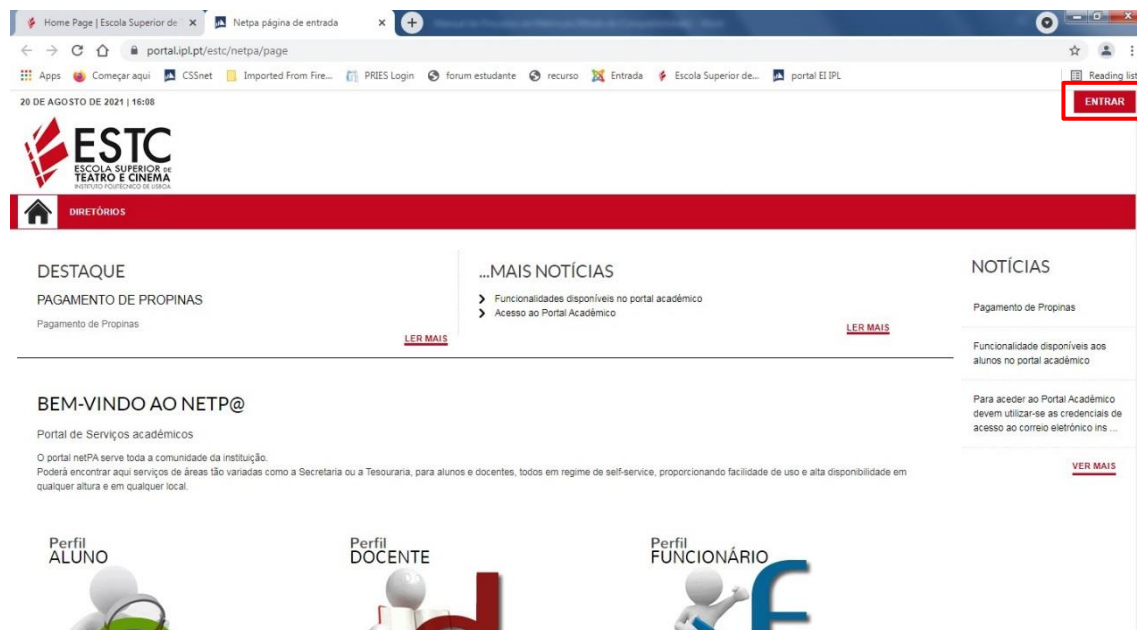 Home Page | Escola Superior de
Netpa página de entrada
portal.ipl.pt/estc/netpa/page
Apps
Começar aqui
CSSnet
Imported From Fire...
PRIES Login
forum estudante
recurso
Entrada
Escola Superior de...
portal EI IPL
Reading list
20 DE AGOSTO DE 2021 | 16:08
ENTRAR
ESTC
ESCOLA SUPERIOR DE
TEATRO E CINEMA
INSTITUTO POLITÉCNICO DE LISBOA
DIRETÓRIOS
DESTAQUE
PAGAMENTO DE PROPINAS
Pagamento de Propinas
LER MAIS
...MAIS NOTÍCIAS
Funcionalidades disponíveis no portal académico
Acesso ao Portal Académico
LER MAIS
NOTÍCIAS
Pagamento de Propinas
Funcionalidade disponíveis aos
alunos no portal académico
Para aceder ao Portal Académico
devem utilizar-se as credenciais de
acesso ao correio eletrónico ins ...
VER MAIS
BEM-VINDO AO NETP@
Portal de Serviços académicos
O portal netPA serve toda a comunidade da instituição.
Poderá encontrar aqui serviços de áreas tão variadas como a Secretaria ou a Tesouraria, para alunos e docentes, todos em regime de self-service, proporcionando facilidade de uso e alta disponibilidade em
qualquer altura e em qualquer local.
Perfil
ALUNO
Perfil
DOCENTE
Perfil
FUNCIONÁRIO